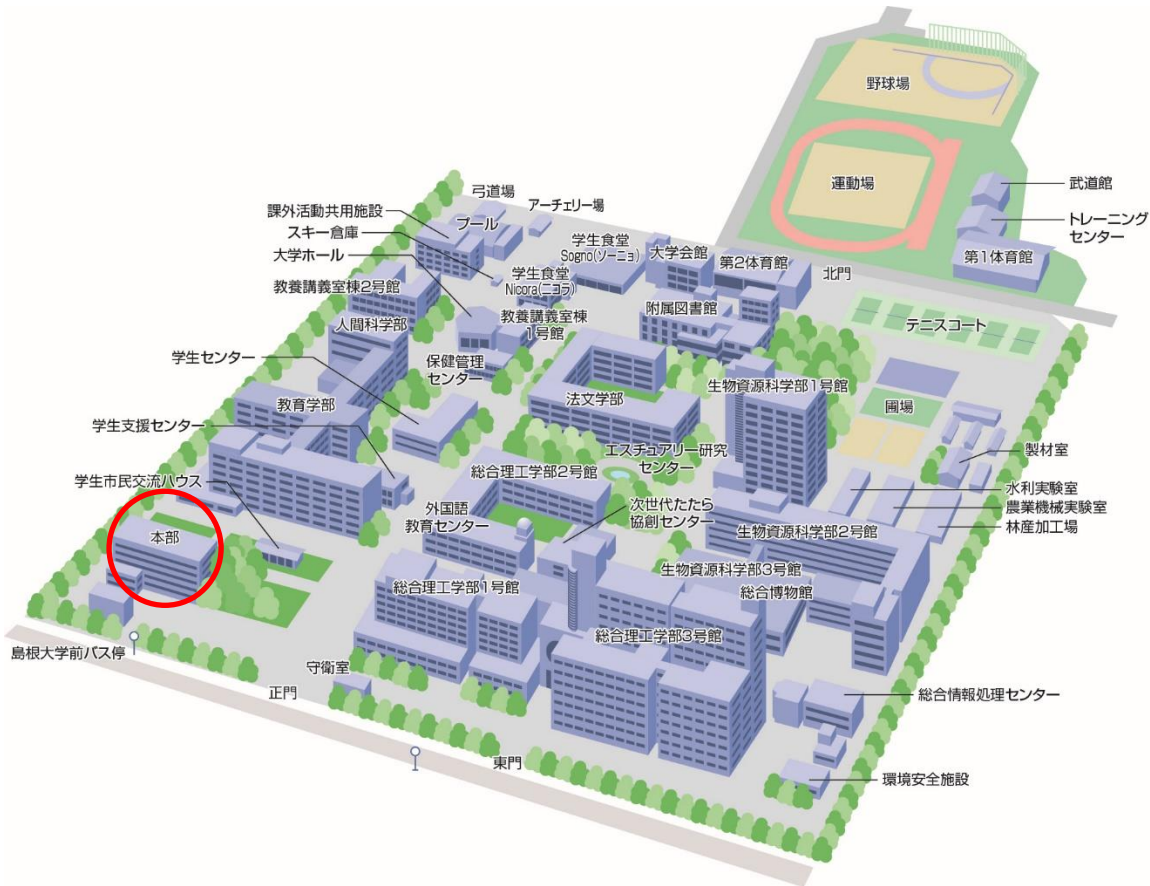 野球場
運動場
武道館
トレーニング
センター
第1体育館
弓道場
アーチェリー場
課外活動共用施設
プール
スキー倉庫
学生食堂
Sogno(ソーニョ)
大学会館
第2体育館
北門
大学ホール
学生食堂
Nicora(ニコラ)
教養講義室棟2号館
附属図書館
テニスコート
教養講義室棟
1号館
人間科学部
学生センター
保健管理
センター
生物資源科学部1号館
法文学部
教育学部
圃場
学生支援センター
エスチュアリー研究
センター
製材室
総合理工学部2号館
学生市民交流ハウス
水利実験室
農業機械実験室
林産加工場
外国語
教育センター
次世代たたら
協創センター
本部
生物資源科学部2号館
生物資源科学部3号館
総合理工学部1号館
総合博物館
総合理工学部3号館
島根大学前バス停
守衛室
正門
総合情報処理センター
東門
環境安全施設